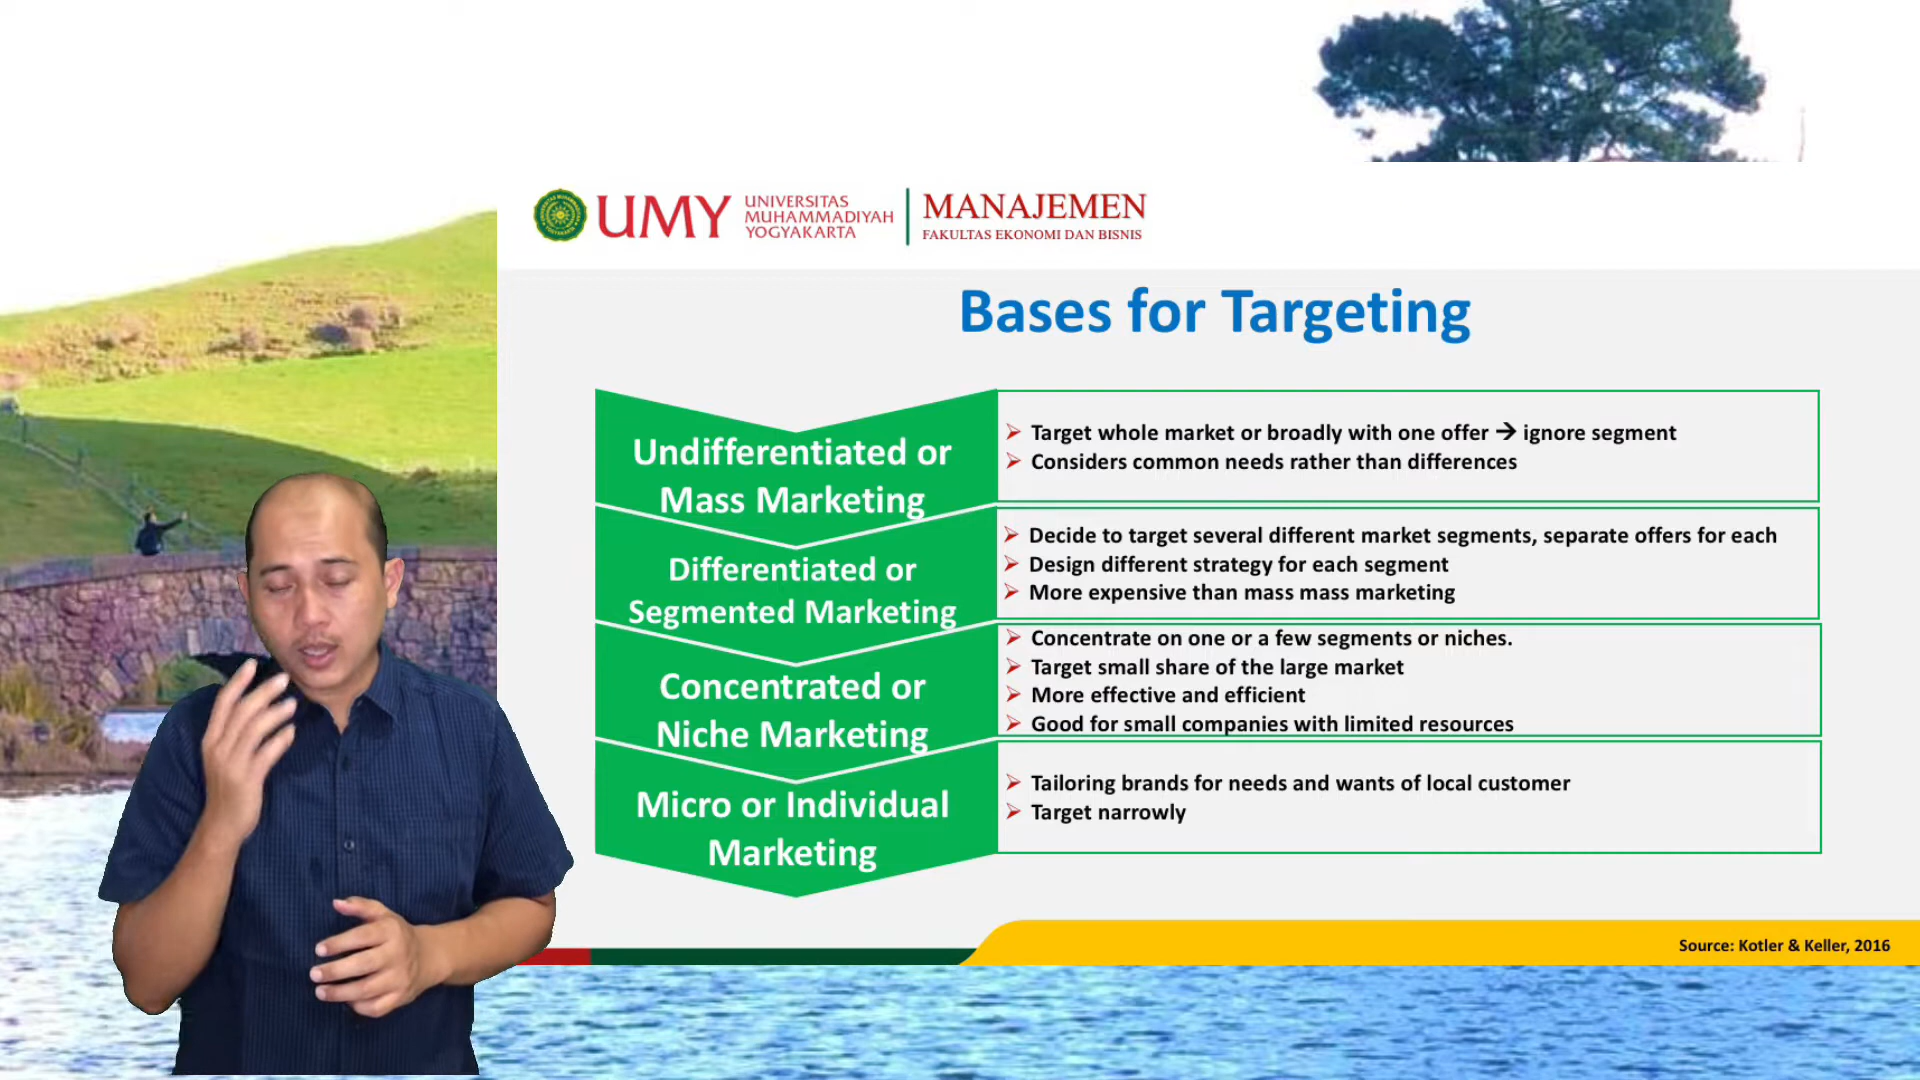 UMY
UNIVERSITAS
MUHAMMADIYAH
YOGYAKARTA
MANAJEMEN
FAKULTAS EKONOMI DAN BISNIS
Bases for Targeting
Undifferentiated or
Mass Marketing
➢ Target whole market or broadly with one offer → ignore segment
➢ Considers common needs rather than differences
Differentiated or
Segmented Marketing
➢ Decide to target several different market segments, separate offers for each
➢ Design different strategy for each segment
➢ More expensive than mass mass marketing
Concentrated or
Niche Marketing
➢ Concentrate on one or a few segments or niches.
➢ Target small share of the large market
➢ More effective and efficient
➢ Good for small companies with limited resources
Micro or Individual
Marketing
➢ Tailoring brands for needs and wants of local customer
➢ Target narrowly
Source: Kotler & Keller, 2016